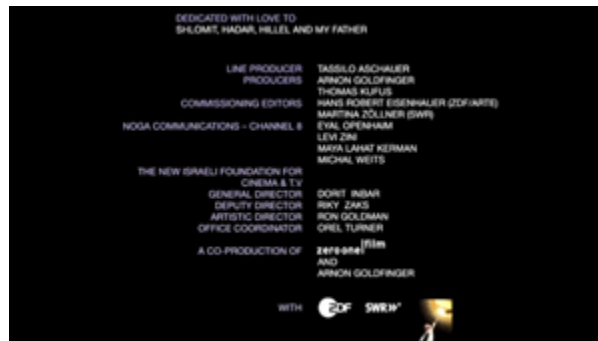 DEDICATED WITH LOVE TO
SHLOMIT, HADAR, HILLEL AND MY FATHER
LINE PRODUCER TASSILO ASCHAUER
PRODUCERS ARNON GOLDFINGER
THOMAS KUFUS
COMMISSIONING EDITORS HANS ROBERT EISENHAUER (ZDF/ARTE)
MARTINA ZÖLLNER (SWR)
NOGA COMMUNICATIONS – CHANNEL 8 EYAL OPENHAIM
LEVI ZINI
MAYA LAHAT KERMAN
MICHAL WEITS
THE NEW ISRAELI FOUNDATION FOR
CINEMA & T.V
GENERAL DIRECTOR DORIT INBAR
DEPUTY DIRECTOR RIKY ZAKS
ARTISTIC DIRECTOR RON GOLDMAN
OFFICE COORDINATOR OREL TURNER
A CO-PRODUCTION OF zeroone|film
AND
ARNON GOLDFINGER
WITH ZDF SWR»